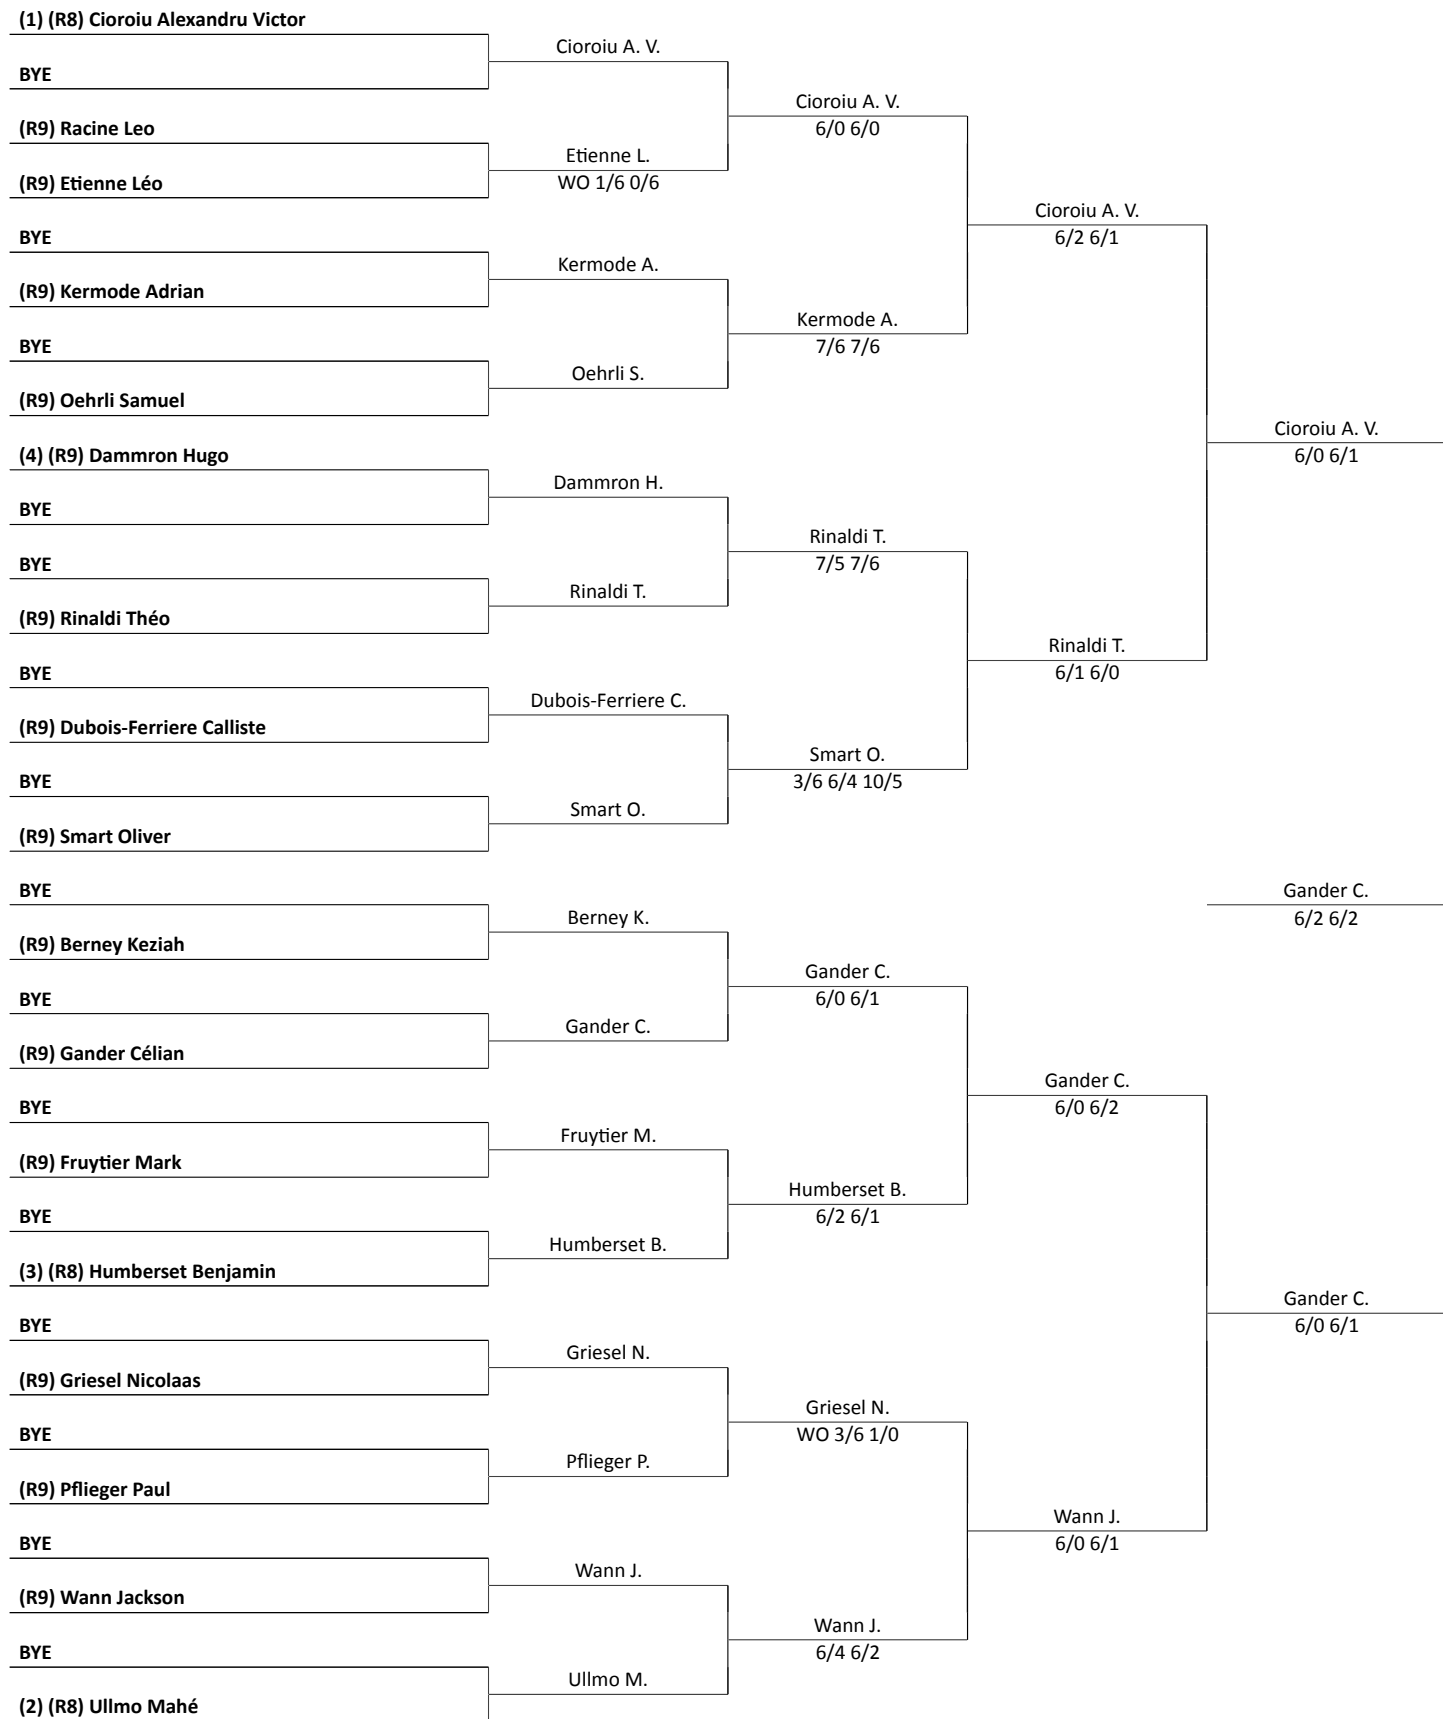 (1) (R8) Cioroiu Alexandru Victor
Cioroiu A. V.
BYE
Cioroiu A. V.
6/0 6/0
(R9) Racine Leo
Etienne L.
WO 1/6 0/6
(R9) Etienne Léo
Cioroiu A. V.
6/2 6/1
BYE
Kermode A.
(R9) Kermode Adrian
Kermode A.
7/6 7/6
BYE
Oehrli S.
(R9) Oehrli Samuel
Cioroiu A. V.
6/0 6/1
(4) (R9) Dammron Hugo
Dammron H.
BYE
Rinaldi T.
7/5 7/6
BYE
Rinaldi T.
(R9) Rinaldi Théo
Rinaldi T.
6/1 6/0
BYE
Dubois-Ferriere C.
(R9) Dubois-Ferriere Calliste
Smart O.
3/6 6/4 10/5
BYE
Smart O.
(R9) Smart Oliver
BYE
Gander C.
6/2 6/2
Berney K.
(R9) Berney Keziah
Gander C.
6/0 6/1
BYE
Gander C.
(R9) Gander Célian
Gander C.
6/0 6/2
BYE
Fruytier M.
(R9) Fruytier Mark
Humberset B.
6/2 6/1
BYE
Humberset B.
(3) (R8) Humberset Benjamin
Gander C.
6/0 6/1
BYE
Griesel N.
(R9) Griesel Nicolaas
Griesel N.
WO 3/6 1/0
BYE
Pflieger P.
(R9) Pflieger Paul
Wann J.
6/0 6/1
BYE
Wann J.
(R9) Wann Jackson
Wann J.
6/4 6/2
BYE
Ullmo M.
(2) (R8) Ullmo Mahé